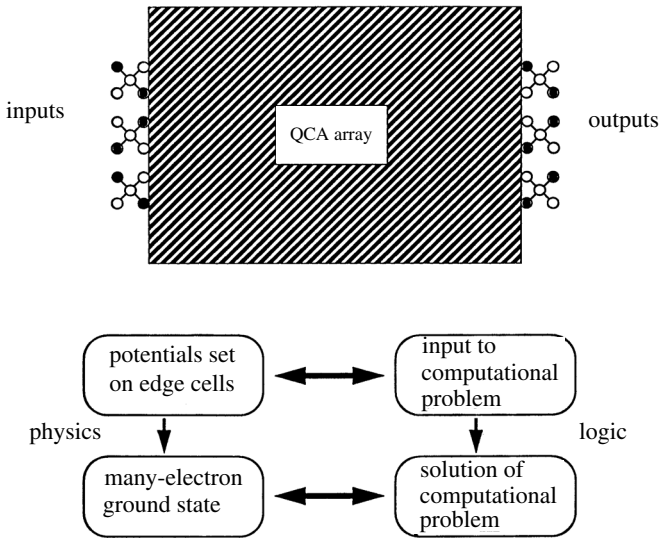 inputs
QCA array
outputs
potentials set
on edge cells
input to
computational
problem
physics
logic
many-electron
ground state
solution of
computational
problem